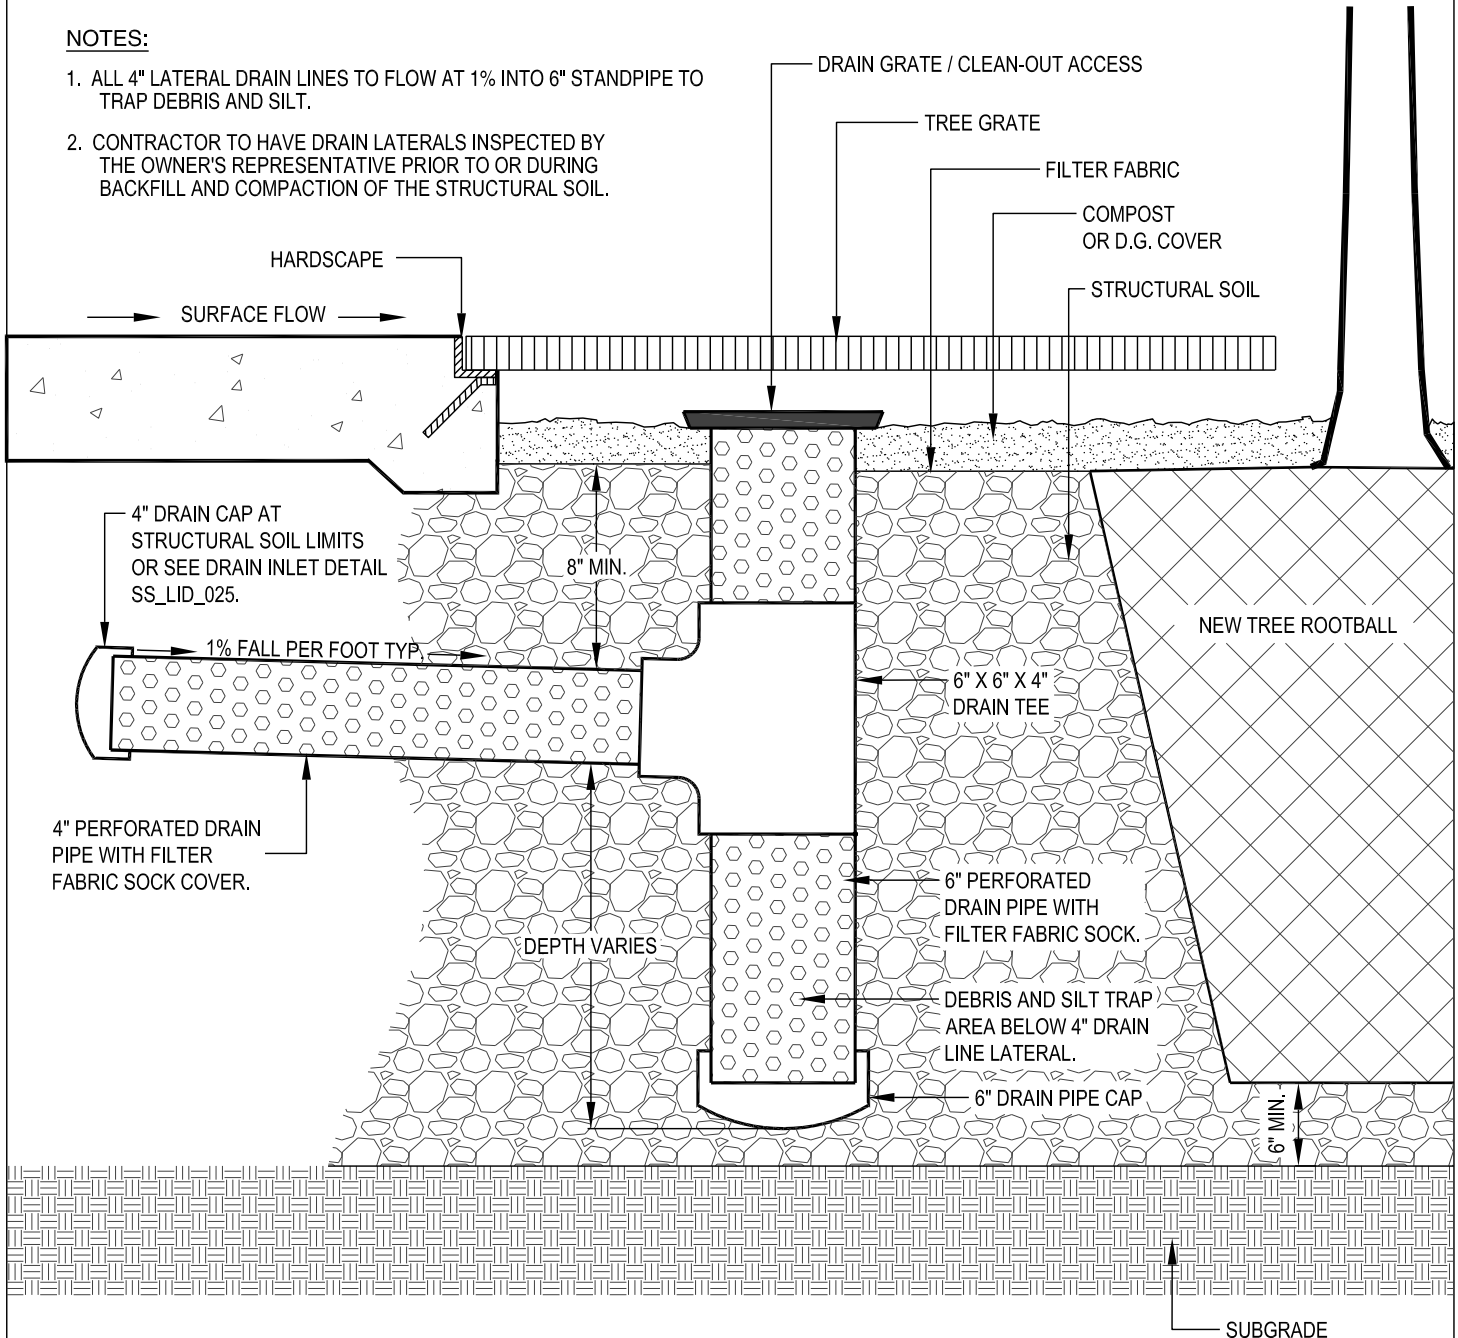 NOTES:
1. ALL 4" LATERAL DRAIN LINES TO FLOW AT 1% INTO 6" STANDPIPE TO
TRAP DEBRIS AND SILT.
2. CONTRACTOR TO HAVE DRAIN LATERALS INSPECTED BY
THE OWNER'S REPRESENTATIVE PRIOR TO OR DURING
BACKFILL AND COMPACTION OF THE STRUCTURAL SOIL.
DRAIN GRATE / CLEAN-OUT ACCESS
TREE GRATE
FILTER FABRIC
COMPOST
OR D.G. COVER
STRUCTURAL SOIL
HARDSCAPE
SURFACE FLOW
4" DRAIN CAP AT
STRUCTURAL SOIL LIMITS
OR SEE DRAIN INLET DETAIL
SS_LID_025.
8" MIN.
1% FALL PER FOOT TYP.
NEW TREE ROOTBALL
6" X 6" X 4"
DRAIN TEE
4" PERFORATED DRAIN
PIPE WITH FILTER
FABRIC SOCK COVER.
6" PERFORATED
DRAIN PIPE WITH
FILTER FABRIC SOCK.
DEPTH VARIES
DEBRIS AND SILT TRAP
AREA BELOW 4" DRAIN
LINE LATERAL.
6" DRAIN PIPE CAP
6" MIN.
SUBGRADE